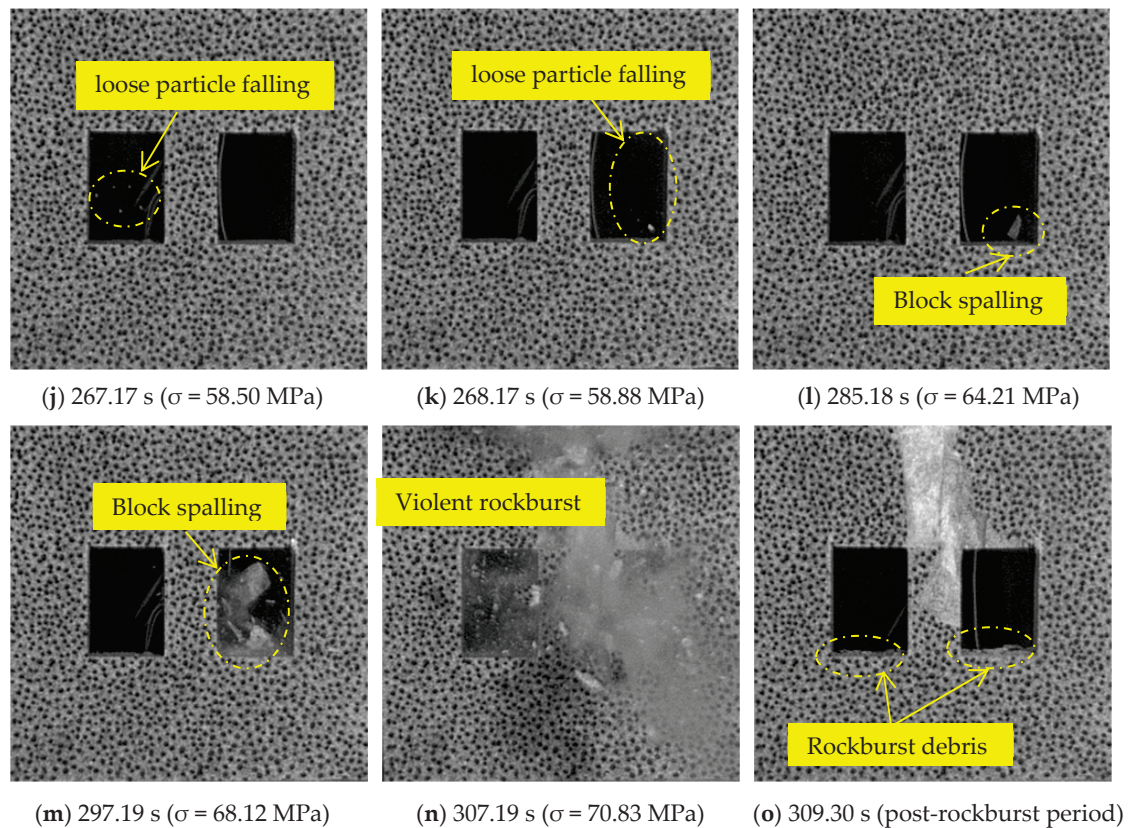 loose particle falling
loose particle falling
Block spalling
(j) 267.17 s (σ = 58.50 MPa)
(k) 268.17 s (σ = 58.88 MPa)
(l) 285.18 s (σ = 64.21 MPa)
Block spalling
Violent rockburst
Rockburst debris
(m) 297.19 s (σ = 68.12 MPa)
(n) 307.19 s (σ = 70.83 MPa)
(o) 309.30 s (post-rockburst period)